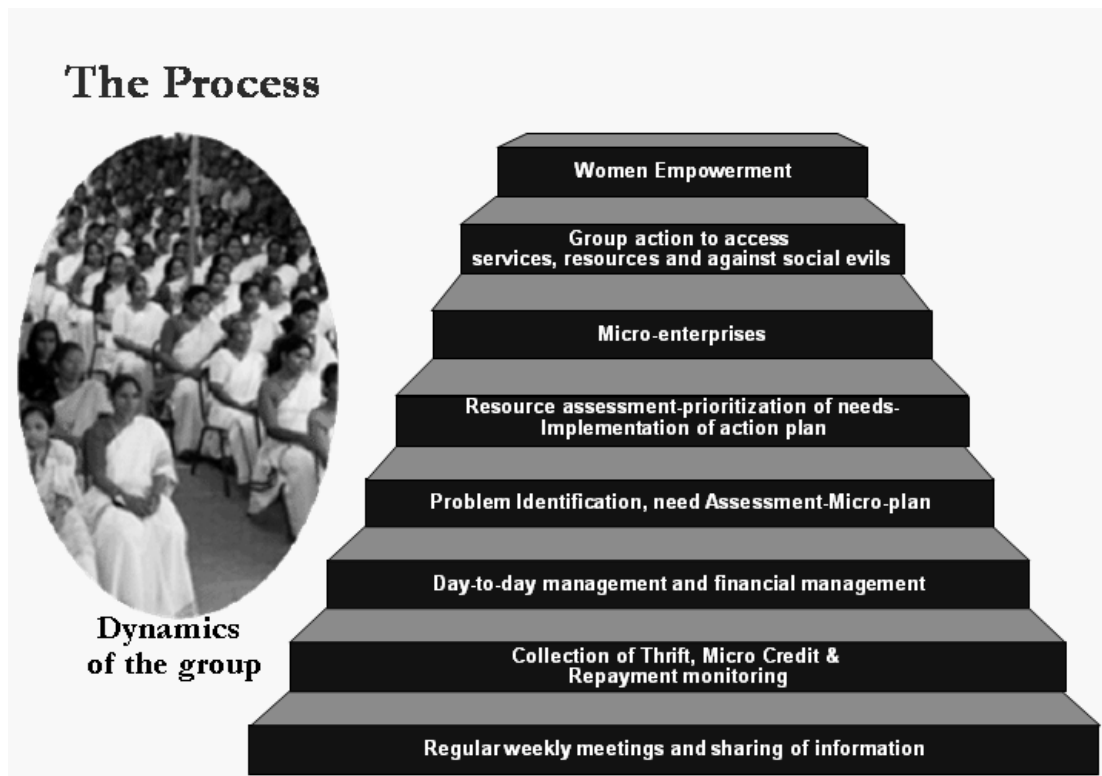 The Process
Women Empowerment
Group action to access
services, resources and against social evils
Micro-enterprises
Resource assessment-prioritization of needs-
Implementation of action plan
Problem Identification, need Assessment-Micro-plan
Day-to-day management and financial management
Collection of Thrift, Micro Credit &
Repayment monitoring
Regular weekly meetings and sharing of information
Dynamics
of the group